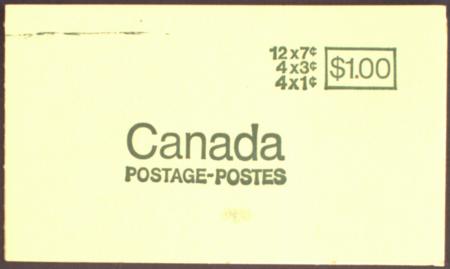 12x7¢
4x3¢
4x1¢
$1.00
Canada
POSTAGE-POSTES